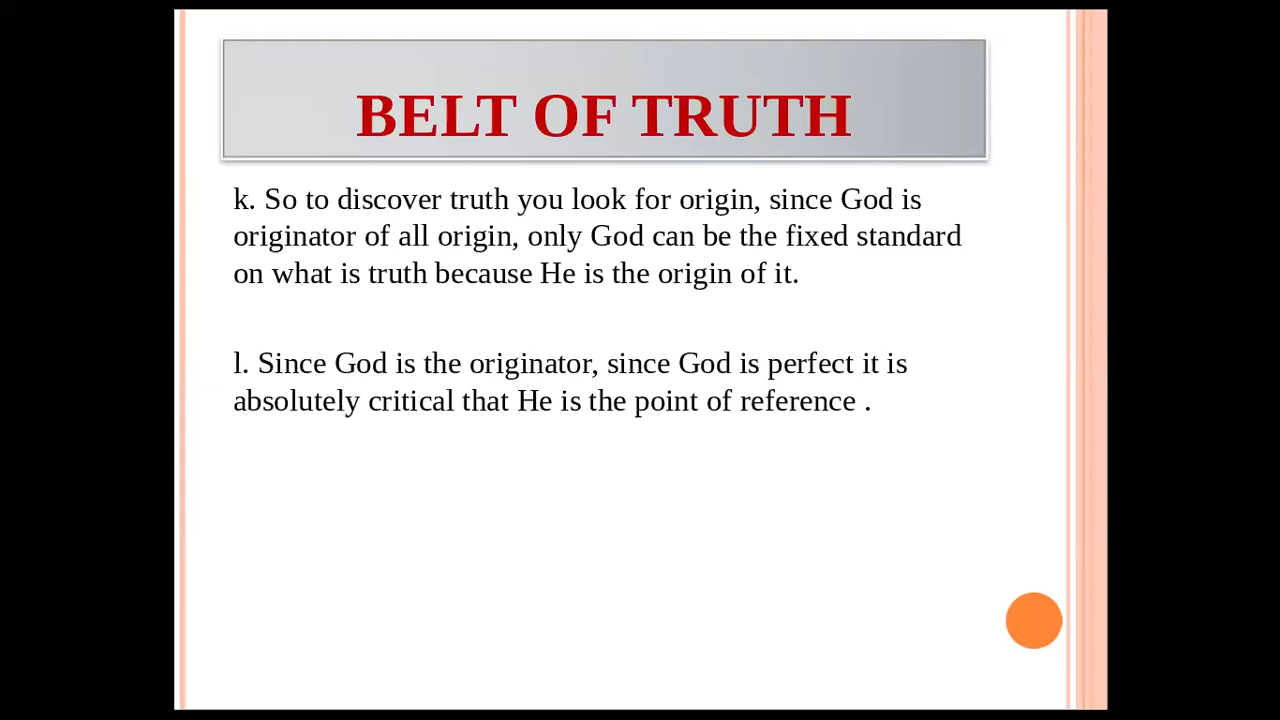 BELT OF TRUTH
k. So to discover truth you look for origin, since God is
originator of all origin, only God can be the fixed standard
on what is truth because He is the origin of it.
l. Since God is the originator, since God is perfect it is
absolutely critical that He is the point of reference .